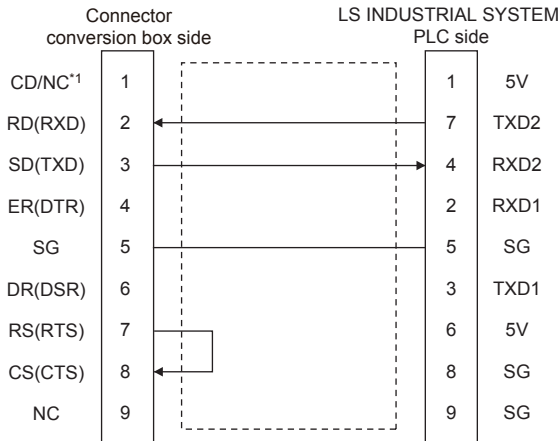 Connector LS INDUSTRIAL SYSTEM
conversion box side PLC side
CD/NC*1 1 1 5V
RD(RXD) 2 7 TXD2
SD(TXD) 3 4 RXD2
ER(DTR) 4 2 RXD1
SG 5 5 SG
DR(DSR) 6 3 TXD1
RS(RTS) 7 6 5V
CS(CTS) 8 8 SG
NC 9 9 SG